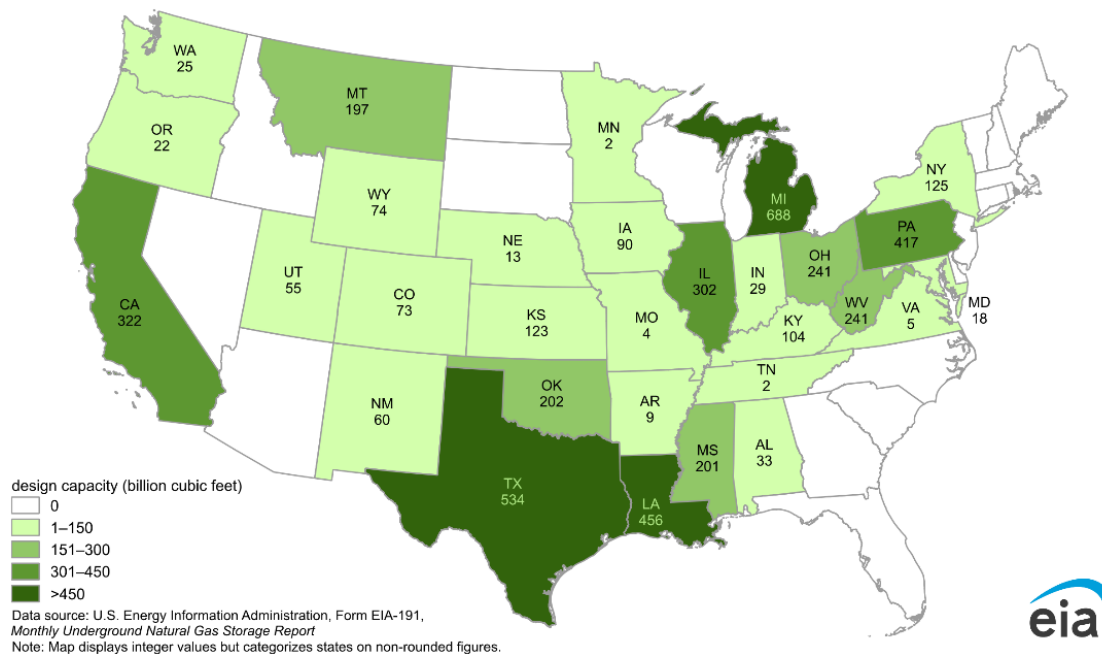 WA
25
MT
197
OR
22
MN
2
NY
125
WY
74
MI
688
PA
417
IA
90
NE
13
OH
241
UT
55
IL
302
IN
29
CO
73
CA
322
WV
241
MD
18
VA
5
KS
123
MO
4
KY
104
TN
2
OK
202
NM
60
AR
9
MS
201
AL
33
TX
534
LA
456
design capacity (billion cubic feet)
0
1–150
151–300
301–450
>450
Data source: U.S. Energy Information Administration, Form EIA-191,
Monthly Underground Natural Gas Storage Report
Note: Map displays integer values but categorizes states on non-rounded figures.
eia